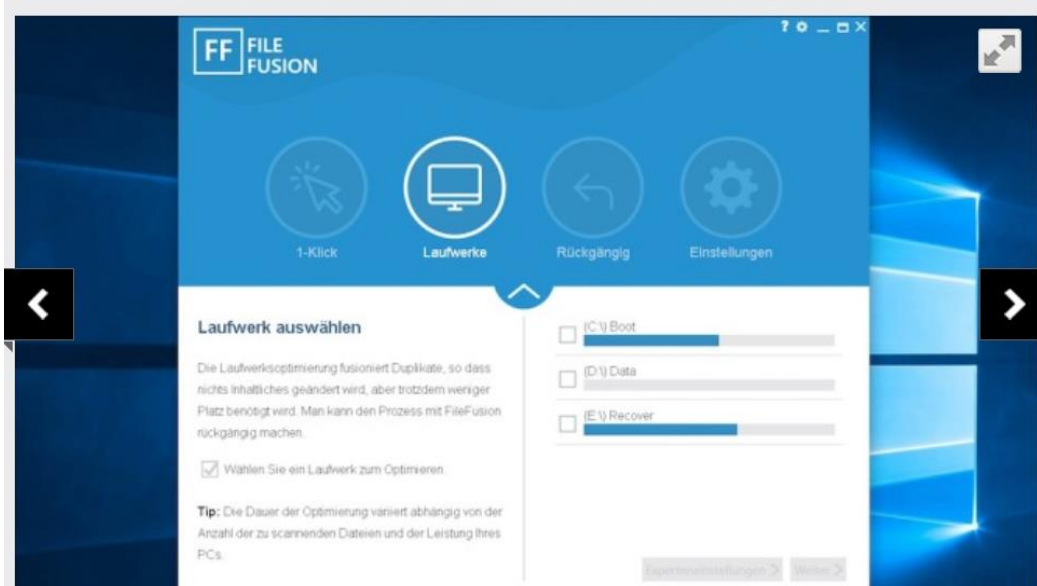 ? 
FF FILE
FUSION
1-Klick
Laufwerke
Rückgängig
Einstellungen
Laufwerk auswählen
Die Laufwerksoptimierung fusioniert Duplikate, so dass
nichts Inhaltliches geändert wird, aber trotzdem weniger
Platz benötigt wird. Man kann den Prozess mit FileFusion
rückgängig machen.
Wählen Sie ein Laufwerk zum Optimieren.
Tip: Die Dauer der Optimierung variiert abhängig von der
Anzahl der zu scannenden Dateien und der Leistung Ihres
PCs.
(C:\) Boot
(D:\) Data
(E:\) Recover
Experteneinstellungen >
Weiter >